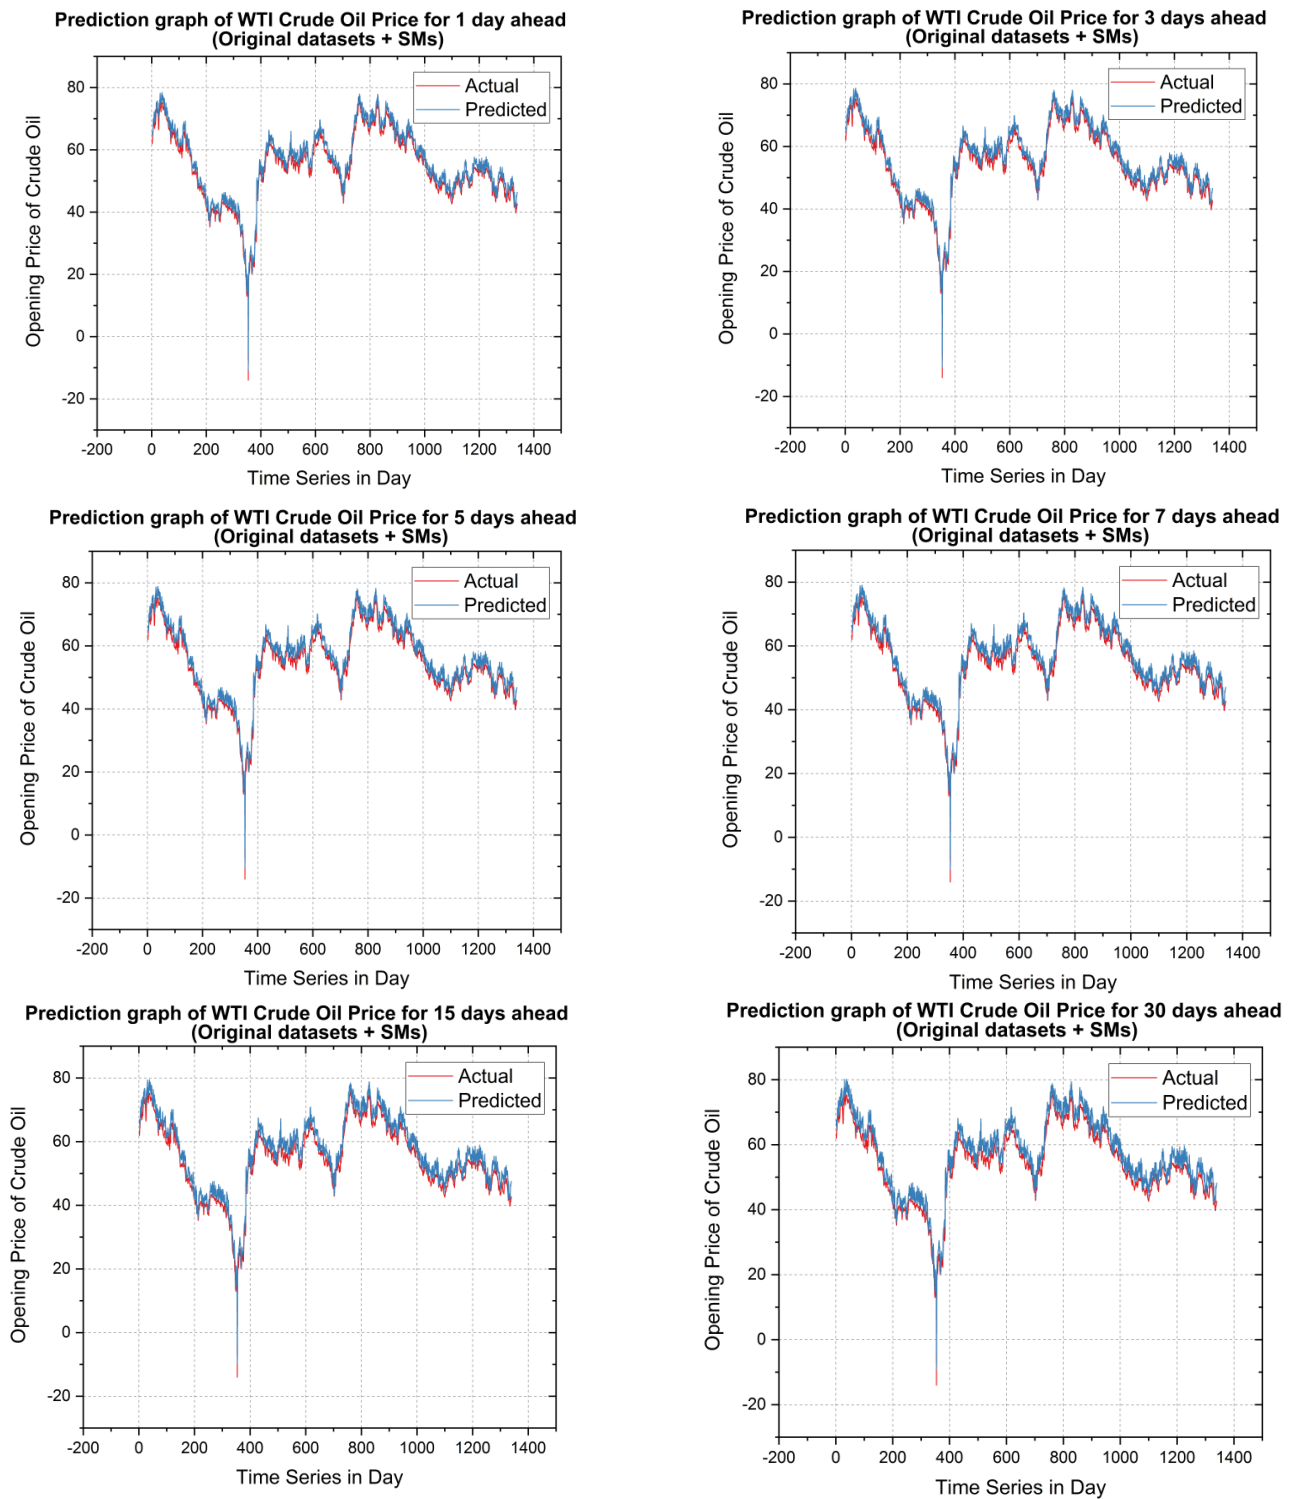 Prediction graph of WTI Crude Oil Price for 1 day ahead
(Original datasets + SMs)
Actual
Predicted
80
60
40
20
0
-20
Opening Price of Crude Oil
-200 0 200 400 600 800 1000 1200 1400
Time Series in Day
Prediction graph of WTI Crude Oil Price for 3 days ahead
(Original datasets + SMs)
Actual
Predicted
80
60
40
20
0
-20
Opening Price of Crude Oil
-200 0 200 400 600 800 1000 1200 1400
Time Series in Day
Prediction graph of WTI Crude Oil Price for 5 days ahead
(Original datasets + SMs)
Actual
Predicted
80
60
40
20
0
-20
Opening Price of Crude Oil
-200 0 200 400 600 800 1000 1200 1400
Time Series in Day
Prediction graph of WTI Crude Oil Price for 7 days ahead
(Original datasets + SMs)
Actual
Predicted
80
60
40
20
0
-20
Opening Price of Crude Oil
-200 0 200 400 600 800 1000 1200 1400
Time Series in Day
Prediction graph of WTI Crude Oil Price for 15 days ahead
(Original datasets + SMs)
Actual
Predicted
80
60
40
20
0
-20
Opening Price of Crude Oil
-200 0 200 400 600 800 1000 1200 1400
Time Series in Day
Prediction graph of WTI Crude Oil Price for 30 days ahead
(Original datasets + SMs)
Actual
Predicted
80
60
40
20
0
-20
Opening Price of Crude Oil
-200 0 200 400 600 800 1000 1200 1400
Time Series in Day